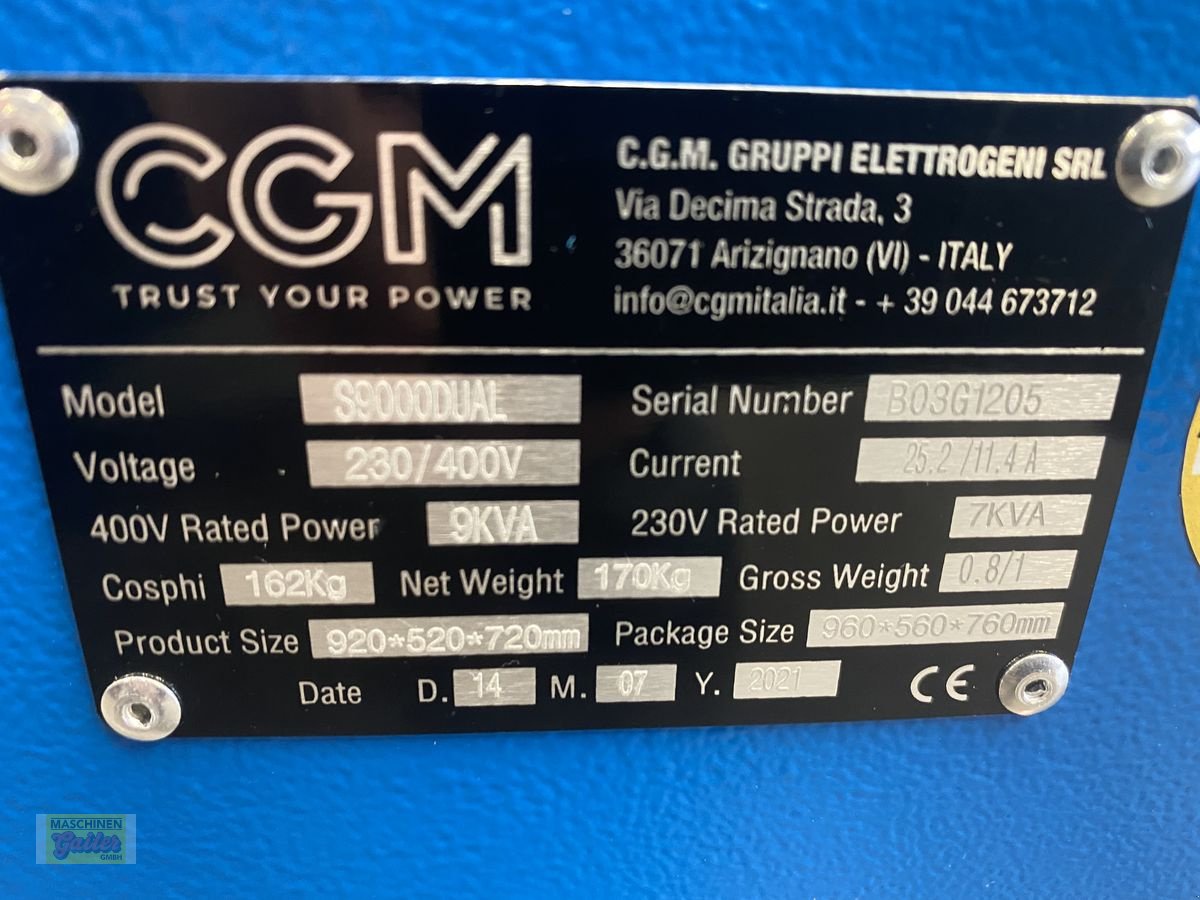 CGM
TRUST YOUR POWER
C.G.M. GRUPPI ELETTROGENI SRL
Via Decima Strada, 3
36071 Arizignano (VI) - ITALY
info@cgmitalia.it - + 39 044 673712
Model S9000DUAL Serial Number B03G1205
Voltage 230/400V Current 25.2/11.4A
400V Rated Power 9KVA 230V Rated Power 7KVA
Cosphi 162Kg Net Weight 170Kg Gross Weight 0.8/1
Product Size 920*520*720mm Package Size 960*560*760mm
Date D. 14 M. 07 Y. 2021 CE
MASCHINEN
Gailer
GMBH